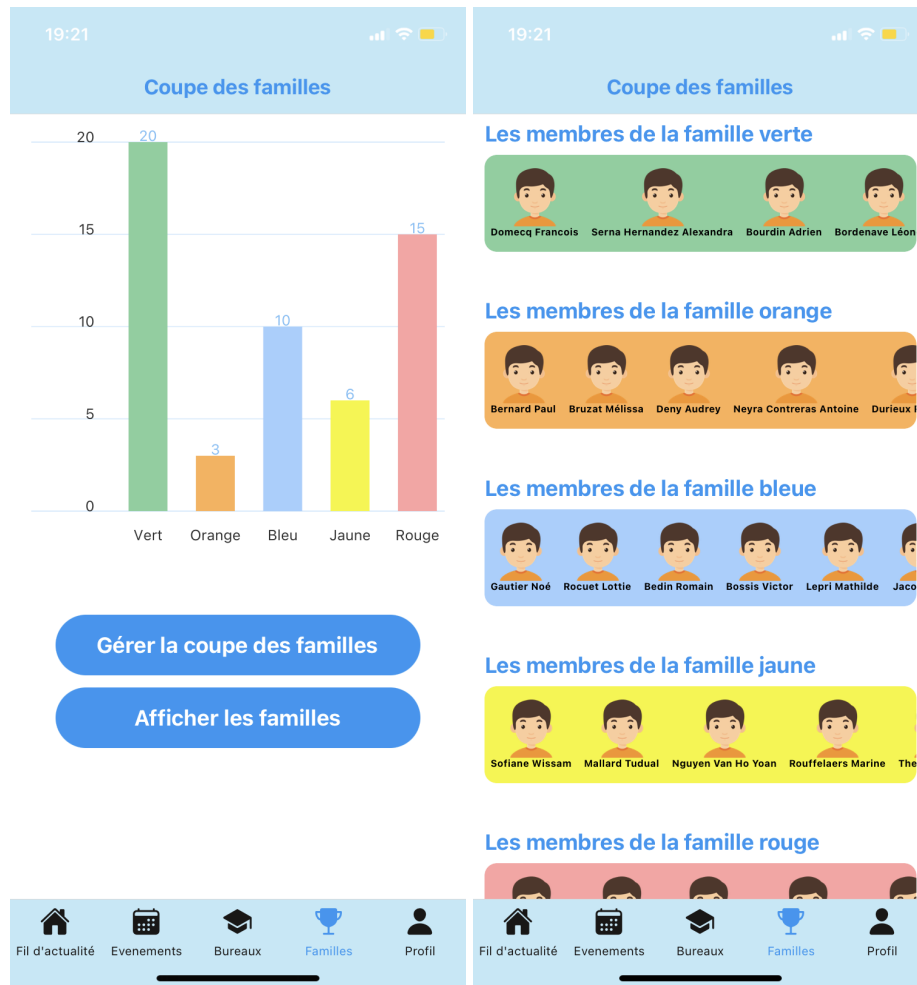 19:21
Coupe des familles
20
20
15
15
10
10
6
5
3
0
Vert Orange Bleu Jaune Rouge
Gérer la coupe des familles
Afficher les familles
Fil d'actualité Evenements Bureaux Familles Profil
19:21
Coupe des familles
Les membres de la famille verte
Domecq Francois Serna Hernandez Alexandra Bourdin Adrien Bordenave Léon
Les membres de la famille orange
Bernard Paul Bruzat Mélissa Deny Audrey Neyra Contreras Antoine Durieux
Les membres de la famille bleue
Gautier Noé Rocuet Lottie Bedin Romain Bossis Victor Lepri Mathilde Jaco
Les membres de la famille jaune
Sofiane Wissam Mallard Tudual Nguyen Van Ho Yoan Rouffelaers Marine The
Les membres de la famille rouge
Fil d'actualité Evenements Bureaux Familles Profil